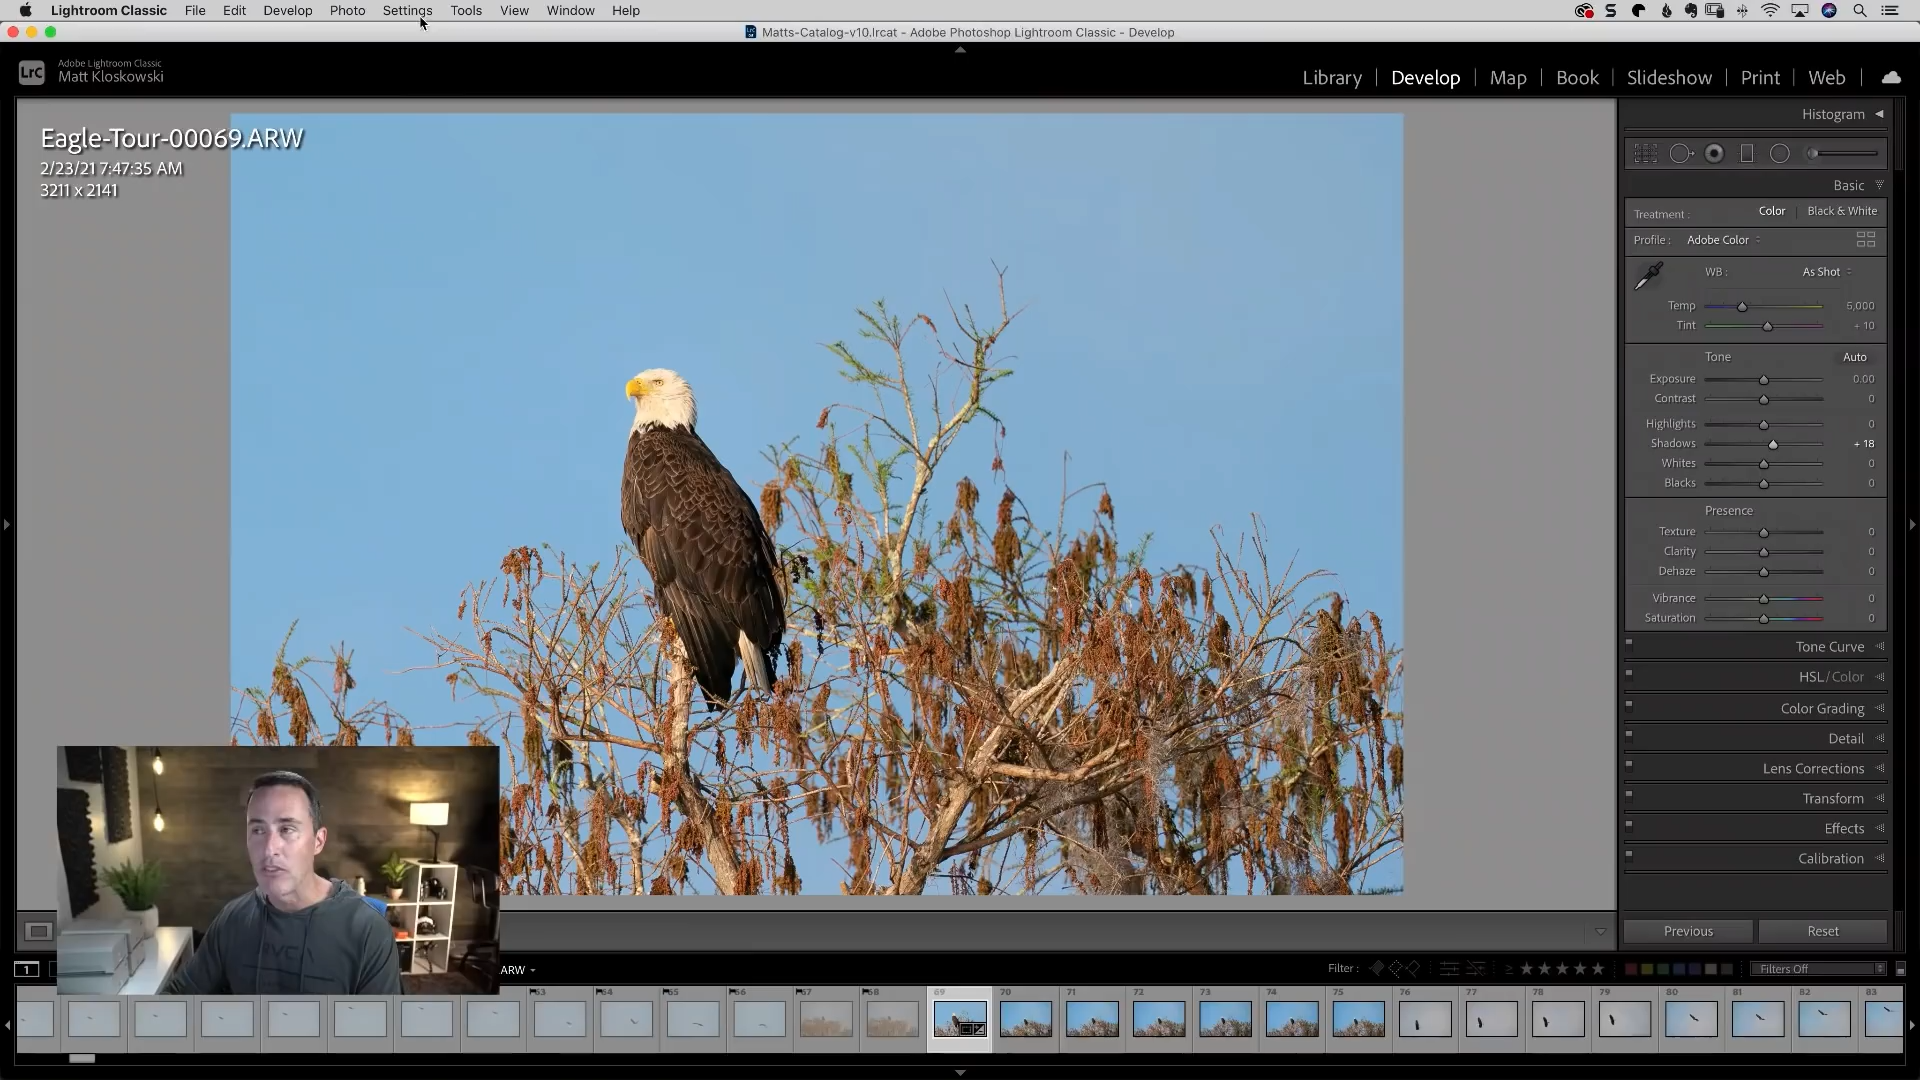 Lightroom Classic File Edit Develop Photo Settings Tools View Window Help
Matts-Catalog-v10.lrcat - Adobe Photoshop Lightroom Classic - Develop
LrC
Adobe Lightroom Classic
Matt Kloskowski
Library Develop Map Book Slideshow Print Web
Eagle-Tour-00069.ARW
2/23/21 7:47:35 AM
3211 x 2141
Histogram
Basic
Treatment : Color Black & White
Profile : Adobe Color
WB : As Shot
Temp 5,000
Tint + 10
Tone Auto
Exposure 0.00
Contrast 0
Highlights 0
Shadows + 18
Whites 0
Blacks 0
Presence
Texture 0
Clarity 0
Dehaze 0
Vibrance 0
Saturation 0
Tone Curve
HSL / Color
Color Grading
Detail
Lens Corrections
Transform
Effects
Calibration
Previous Reset
1 ARW Filter : ≥ ★★★★★ Filters Off
63 64 65 66 67 68 69 70 71 72 73 74 75 76 77 78 79 80 81 82 83